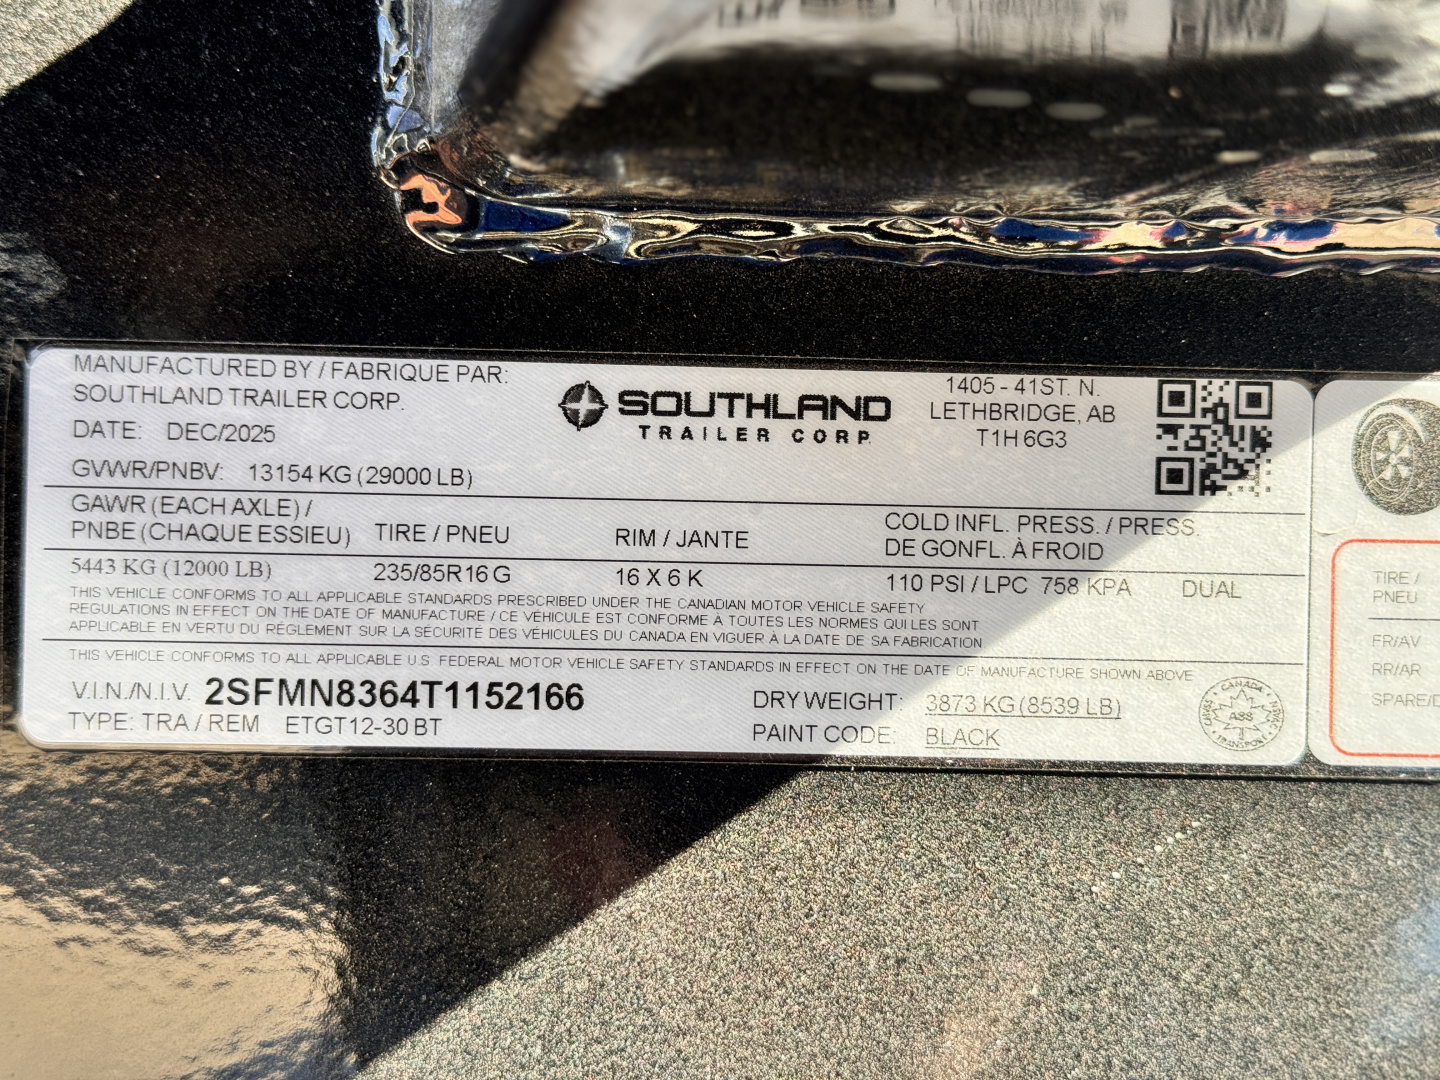 MANUFACTURED BY / FABRIQUE PAR:
SOUTHLAND TRAILER CORP.
DATE: DEC/2025
GVWR/PNBV: 13154 KG (29000 LB)
SOUTHLAND
TRAILER CORP.
1405 - 41ST. N.
LETHBRIDGE, AB
T1H 6G3
GAWR (EACH AXLE) /
PNBE (CHAQUE ESSIEU)
TIRE / PNEU
RIM / JANTE
COLD INFL. PRESS. / PRESS.
DE GONFL. À FROID
5443 KG (12000 LB)
235/85R16 G
16 X 6 K
110 PSI / LPC 758 KPA
DUAL
THIS VEHICLE CONFORMS TO ALL APPLICABLE STANDARDS PRESCRIBED UNDER THE CANADIAN MOTOR VEHICLE SAFETY
REGULATIONS IN EFFECT ON THE DATE OF MANUFACTURE / CE VÉHICULE EST CONFORME À TOUTES LES NORMES QUI LES SONT
APPLICABLE EN VERTU DU RÉGLEMENT SUR LA SÉCURITÉ DES VÉHICULES DU CANADA EN VIGUER À LA DATE DE SA FABRICATION
THIS VEHICLE CONFORMS TO ALL APPLICABLE U.S. FEDERAL MOTOR VEHICLE SAFETY STANDARDS IN EFFECT ON THE DATE OF MANUFACTURE SHOWN ABOVE
V.I.N./N.I.V. 2SFMN8364T1152166
TYPE: TRA / REM ETGT12-30 BT
DRY WEIGHT: 3873 KG (8539 LB)
PAINT CODE: BLACK
CANADA
TRANSPORT
TIRE /
PNEU
FR/AV
RR/AR
SPARE/